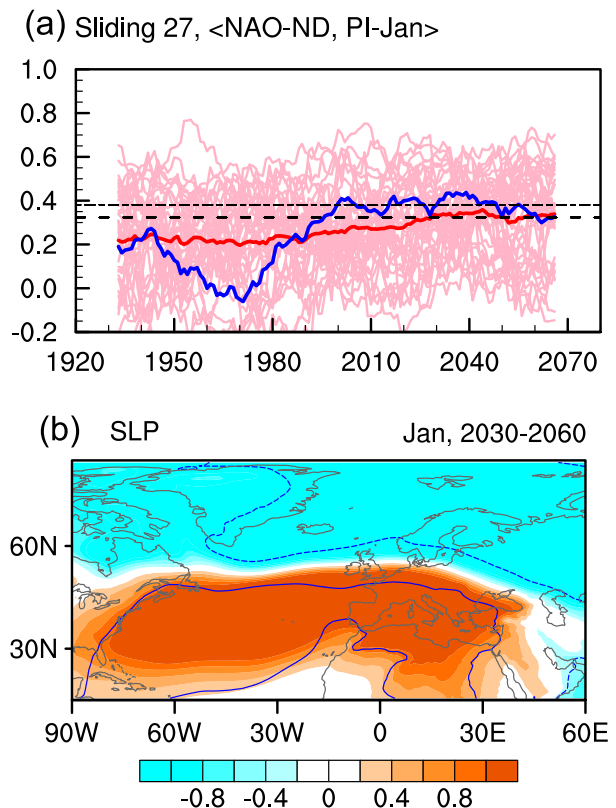 (a) Sliding 27, <NAO-ND, PI-Jan>
1.0
0.8
0.6
0.4
0.2
0.0
-0.2
1920 1950 1980 2010 2040 2070
(b) SLP Jan, 2030-2060
60N
30N
90W 60W 30W 0 30E 60E
-0.8 -0.4 0 0.4 0.8